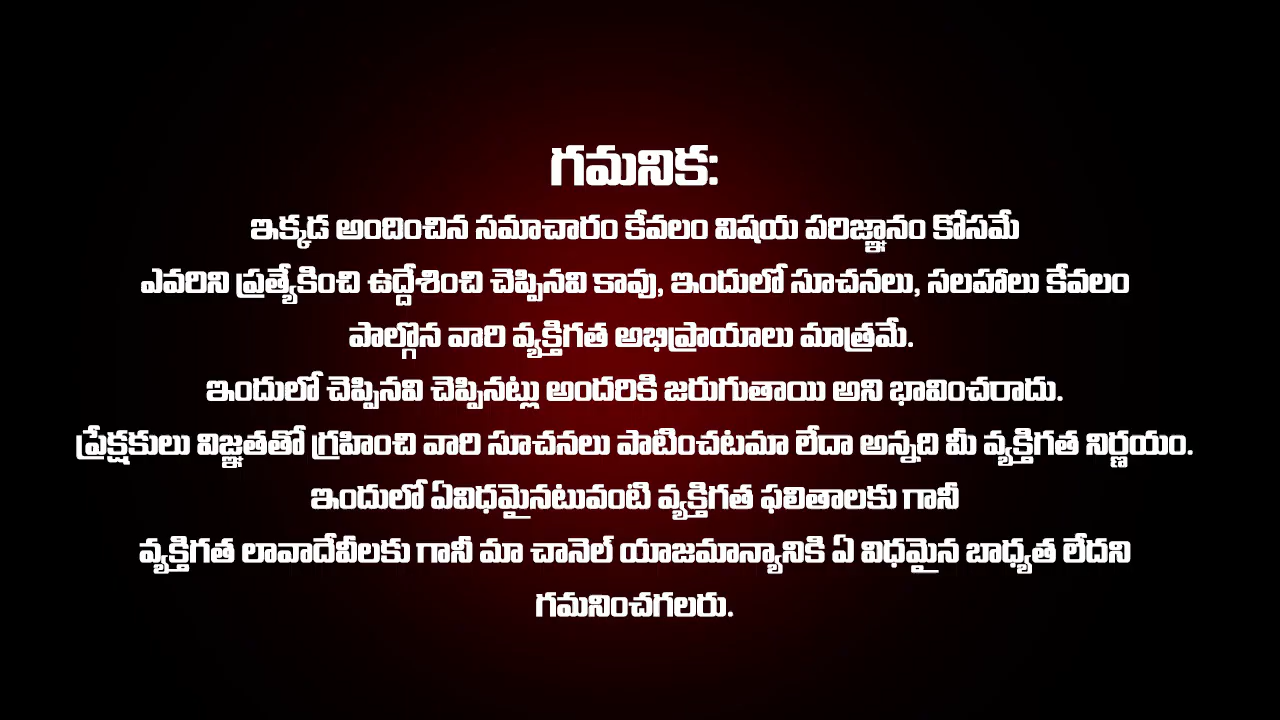 గమనిక:
ఇక్కడ అందించిన సమాచారం కేవలం విషయ పరిజ్ఞానం కోసమే
ఎవరిని ప్రత్యేకించి ఉద్దేశించి చెప్పినవి కావు, ఇందులో సూచనలు, సలహాలు కేవలం
పాల్గొన వారి వ్యక్తిగత అభిప్రాయాలు మాత్రమే.
ఇందులో చెప్పినవి చెప్పినట్లు అందరికి జరుగుతాయి అని భావించరాదు.
ప్రేక్షకులు విజ్ఞతతో గ్రహించి వారి సూచనలు పాటించటమా లేదా అన్నది మీ వ్యక్తిగత నిర్ణయం.
ఇందులో ఏవిధమైనటువంటి వ్యక్తిగత ఫలితాలకు గానీ
వ్యక్తిగత లావాదేవీలకు గానీ మా చానెల్ యాజమాన్యానికి ఏ విధమైన బాధ్యత లేదని
గమనించగలరు.